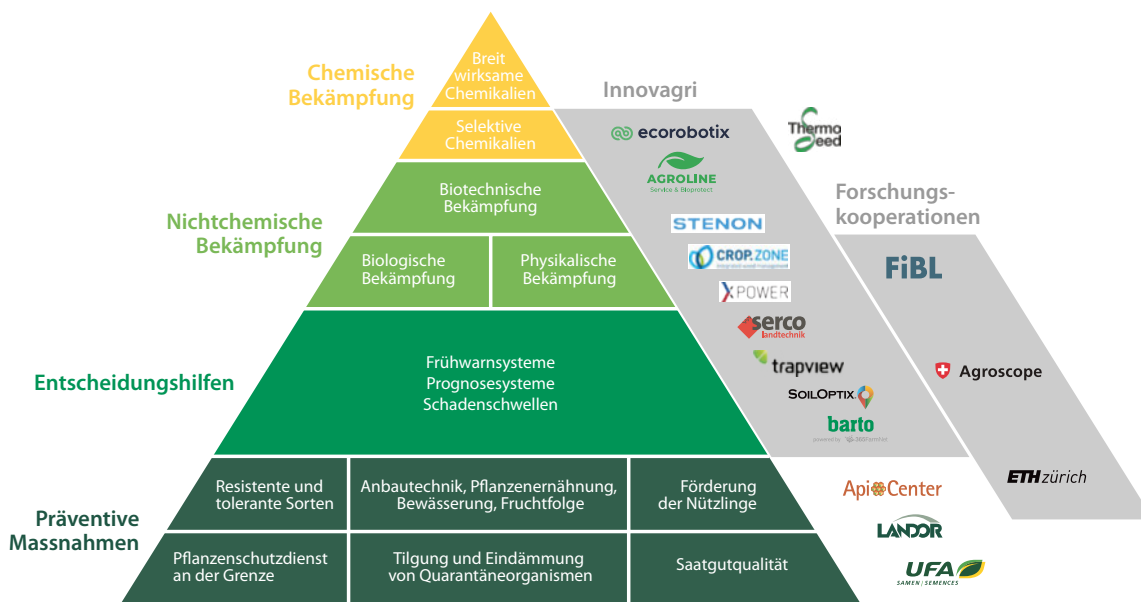 Chemische
Bekämpfung
Breit
wirksame
Chemikalien
Selektive
Chemikalien
Nichtchemische
Bekämpfung
Biotechnische
Bekämpfung
Biologische
Bekämpfung
Physikalische
Bekämpfung
Entscheidungshilfen
Frühwarnsysteme
Prognosesysteme
Schadenschwellen
Präventive
Massnahmen
Resistente und
tolerante Sorten
Anbautechnik, Pflanzenernährung,
Bewässerung, Fruchtfolge
Förderung
der Nützlinge
Pflanzenschutzdienst
an der Grenze
Tilgung und Eindämmung
von Quarantäneorganismen
Saatgutqualität
Innovagri
ecorobotix
AGROLINE
Service & Bioprotect
STENON
CROP.ZONE
XPOWER
serco
landtechnik
trapview
SOILOPTIX
barto
powered by 365FarmNet
Thermo
Seed
Forschungs-
kooperationen
FiBL
Agroscope
ETH zürich
Api Center
LANDOR
UFA
SAMEN | SEMENCES